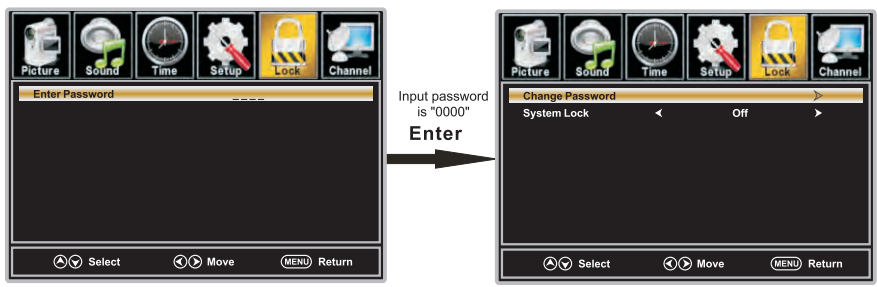 Picture Sound Time Setup Lock Channel
Enter Password _ _ _ _
Select Move MENU Return
Input password
is "0000"
Enter
Picture Sound Time Setup Lock Channel
Change Password
System Lock Off
Select Move MENU Return